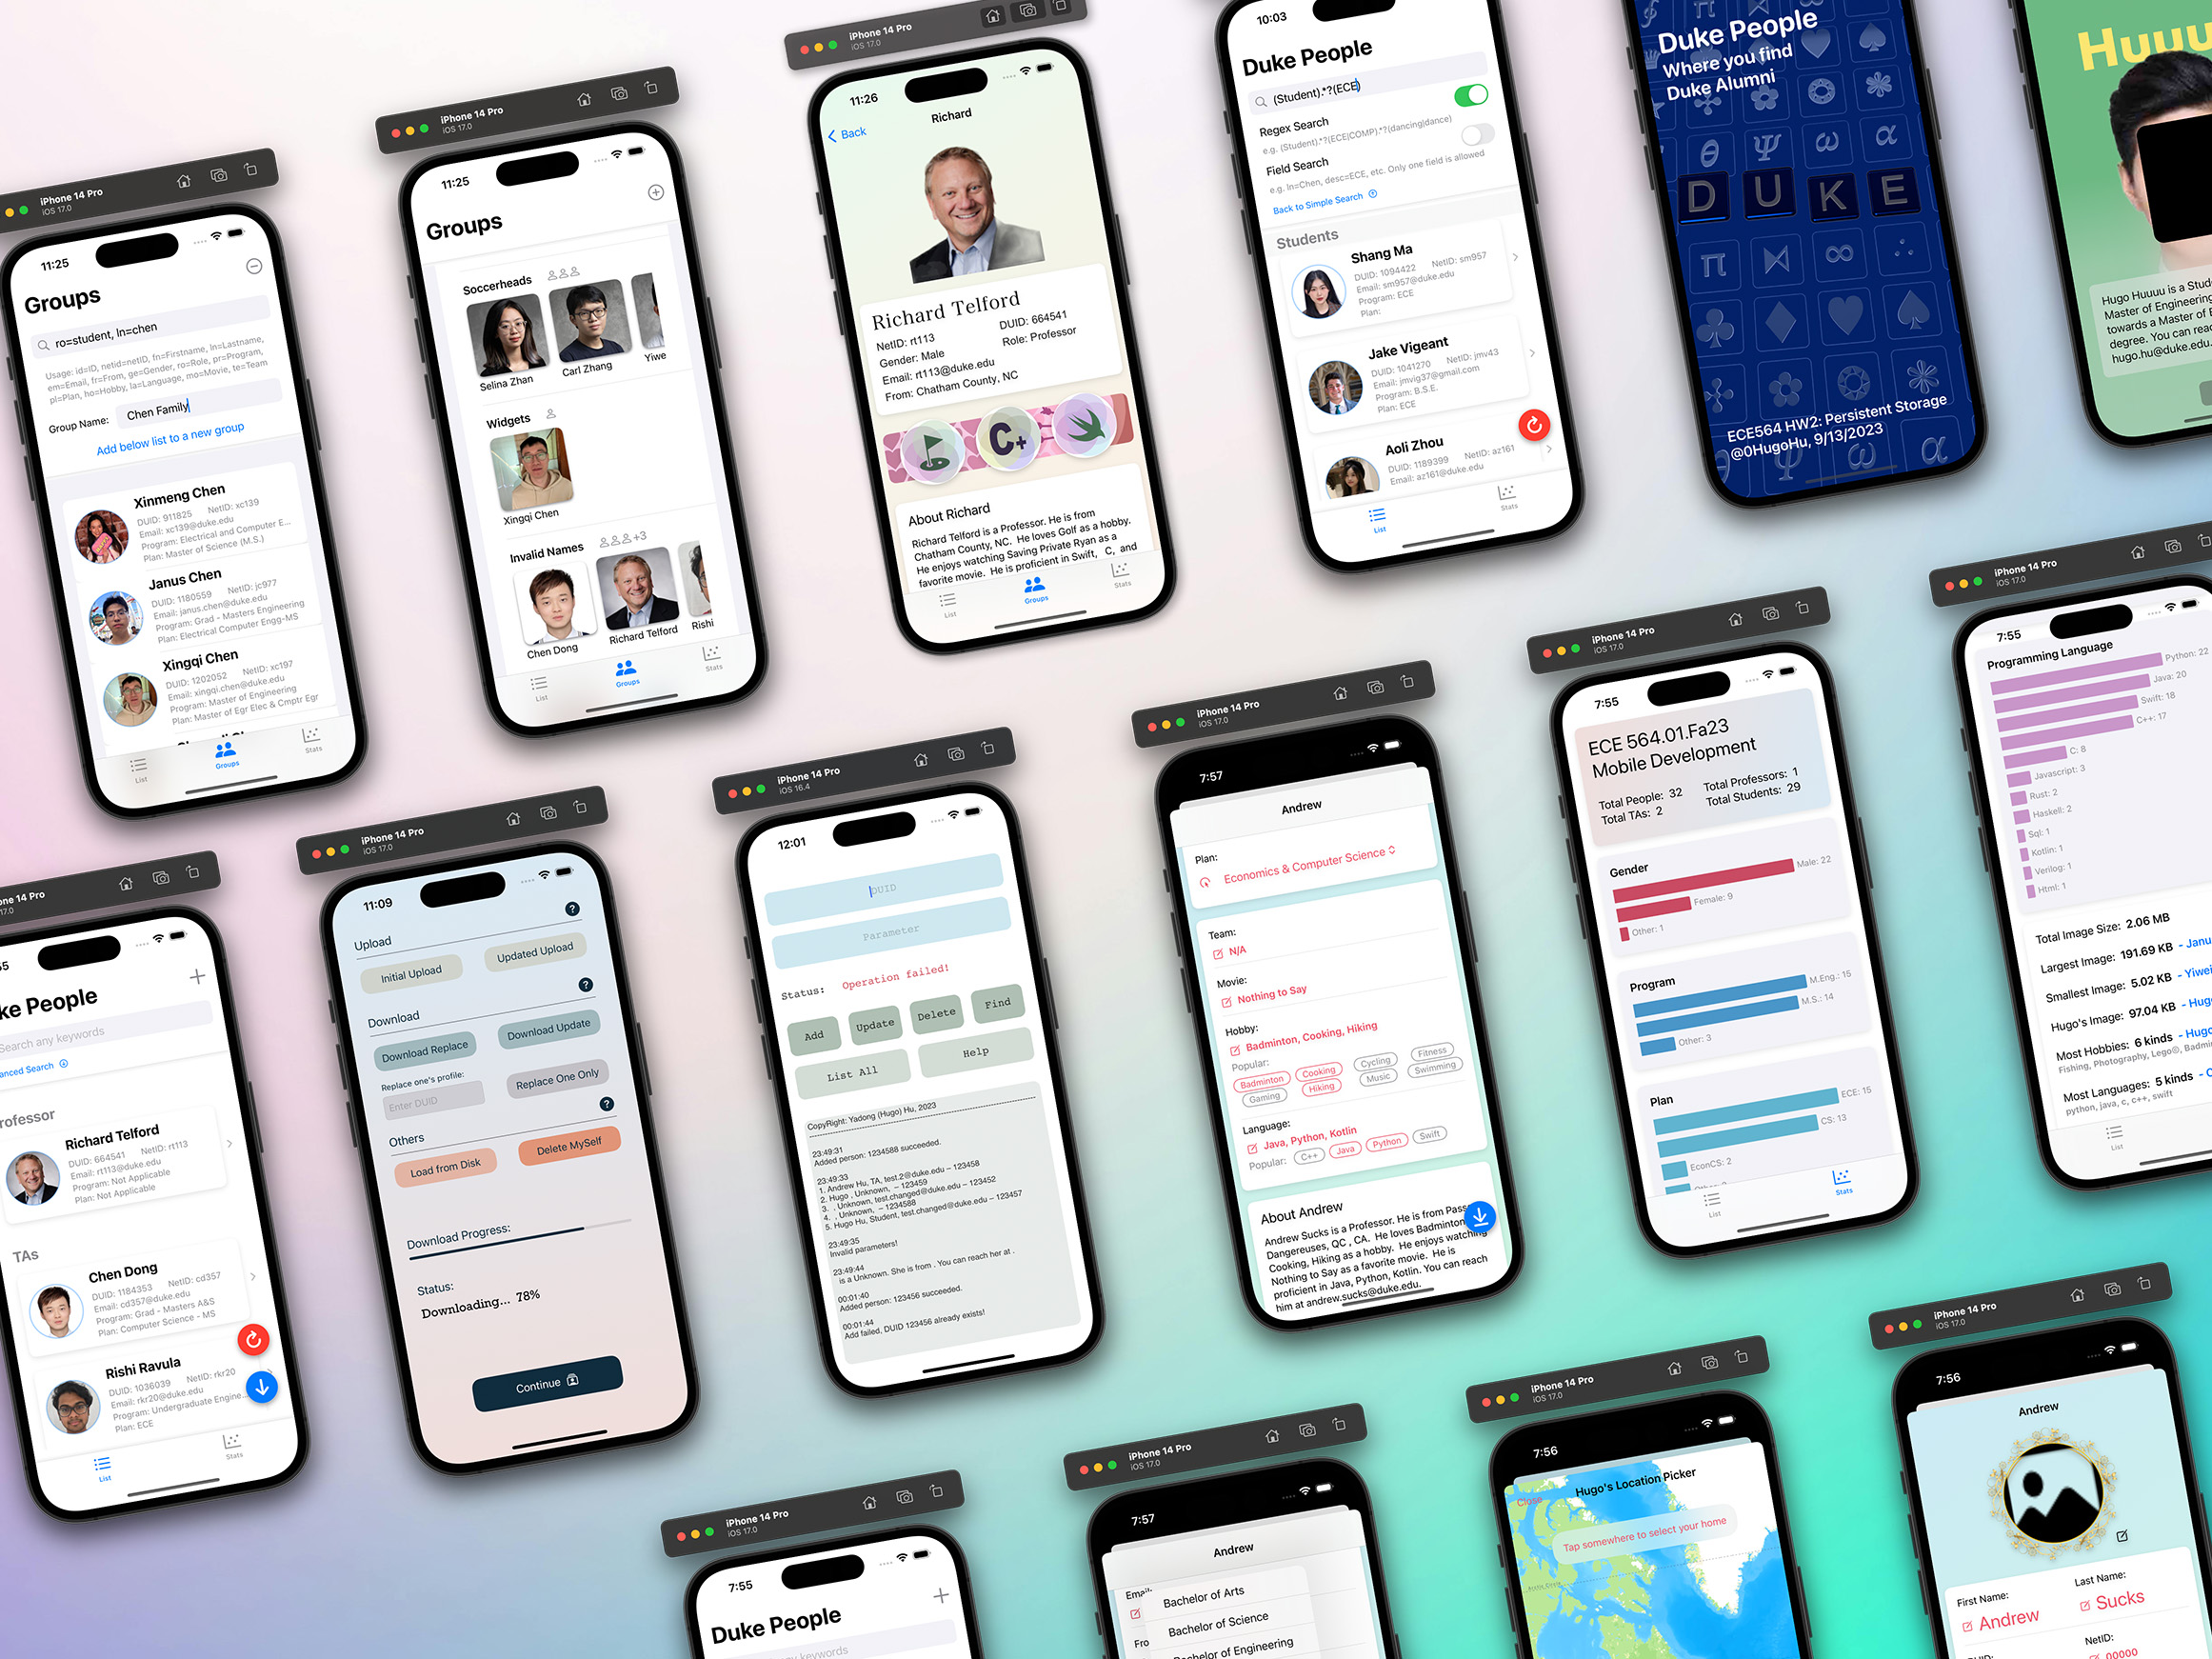 iPhone 14 Pro
iOS 17.0
11:25
Groups
ro=student, ln=chen
Usage: id=ID, netid=netID, fn=Firstname, ln=Lastname,
em=Email, fr=From, ge=Gender, ro=Role, pr=Program,
pl=Plan, ho=Hobby, la=Language, mo=Movie, te=Team
Group Name: Chen Family
Add below list to a new group
Xinmeng Chen
DUID: 911825 NetID: xc139
Email: xc139@duke.edu
Program: Electrical and Computer E...
Plan: Master of Science (M.S.)
Janus Chen
DUID: 1180559 NetID: jc977
Email: janus.chen@duke.edu
Program: Grad - Masters Engineering
Plan: Electrical Computer Engg-MS
Xingqi Chen
DUID: 1202052 NetID: xc197
Email: xingqi.chen@duke.edu
Program: Master of Engineering
Plan: Master of Egr Elec & Cmptr Egr
List
Groups
Stats
iPhone 14 Pro
iOS 17.0
11:25
Groups
Soccerheads
Selina Zhan
Carl Zhang
Yiwe
Widgets
Xingqi Chen
Invalid Names +3
Chen Dong
Richard Telford
Rishi
List
Groups
Stats
iPhone 14 Pro
iOS 17.0
11:26
Back
Richard
Richard Telford
NetID: rt113 DUID: 664541
Gender: Male Role: Professor
Email: rt113@duke.edu
From: Chatham County, NC
C+
About Richard
Richard Telford is a Professor. He is from
Chatham County, NC. He loves Golf as a hobby.
He enjoys watching Saving Private Ryan as a
favorite movie. He is proficient in Swift, C, and
List
Groups
Stats
10:03
Duke People
(Student).*?(ECE)
Regex Search
e.g. (Student).*?(ECE|COMP).*?(dancing|dance)
Field Search
e.g. ln=Chen, desc=ECE, etc. Only one field is allowed
Back to Simple Search
Students
Shang Ma
DUID: 1094422 NetID: sm957
Email: sm957@duke.edu
Program: ECE
Plan:
Jake Vigeant
DUID: 1041270 NetID: jmv43
Email: jmvig37@gmail.com
Program: B.S.E.
Plan: ECE
Aoli Zhou
DUID: 1189399 NetID: az161
Email: az161@duke.edu
List
Stats
Duke People
Where you find
Duke Alumni
θ Ψ ω α
D U K E
π ⋈ ∞ ∴
ECE564 HW2: Persistent Storage
@0HugoHu, 9/13/2023
Ψ ω α
Huuu
Hugo Huuuu is a Stud
Master of Engineering
towards a Master of E
degree. You can reac
hugo.hu@duke.edu.
ne 14 Pro
17.0
55
ke People
Search any keywords
anced Search
rofessor
Richard Telford
DUID: 664541 NetID: rt113
Email: rt113@duke.edu
Program: Not Applicable
Plan: Not Applicable
TAs
Chen Dong
DUID: 1184353 NetID: cd357
Email: cd357@duke.edu
Program: Grad - Masters A&S
Plan: Computer Science - MS
Rishi Ravula
DUID: 1036039 NetID: rkr20
Email: rkr20@duke.edu
Program: Undergraduate Engine...
Plan: ECE
List
Stats
iPhone 14 Pro
iOS 17.0
11:09
?
Upload
Initial Upload
Updated Upload
?
Download
Download Replace
Download Update
Replace one's profile:
Enter DUID
Replace One Only
?
Others
Load from Disk
Delete MySelf
Download Progress:
Status:
Downloading... 78%
Continue
iPhone 14 Pro
iOS 16.4
12:01
DUID
Parameter
Status: Operation failed!
Add
Update
Delete
Find
List All
Help
CopyRight: Yadong (Hugo) Hu, 2023
23:49:31
Added person: 1234588 succeeded.
23:49:33
1. Andrew Hu, TA, test.2@duke.edu – 123458
2. Hugo . Unknown, – 123459
3. . Unknown, test.changed@duke.edu – 123452
4. . Unknown, – 1234588
5. Hugo Hu, Student, test.changed@duke.edu – 123457
23:49:35
Invalid parameters!
23:49:44
is a Unknown. She is from . You can reach her at .
00:01:40
Added person: 123456 succeeded.
00:01:44
Add failed, DUID 123456 already exists!
iPhone 14 Pro
iOS 17.0
7:57
Andrew
Plan:
Economics & Computer Science
Team:
N/A
Movie:
Nothing to Say
Hobby:
Badminton, Cooking, Hiking
Popular:
Badminton
Cooking
Cycling
Fitness
Gaming
Hiking
Music
Swimming
Language:
Java, Python, Kotlin
Popular: C++ Java Python Swift
About Andrew
Andrew Sucks is a Professor. He is from Pass
Dangereuses, QC , CA. He loves Badminton,
Cooking, Hiking as a hobby. He enjoys watching
Nothing to Say as a favorite movie. He is
proficient in Java, Python, Kotlin. You can reach
him at andrew.sucks@duke.edu.
iPhone 14 Pro
iOS 17.0
7:55
ECE 564.01.Fa23
Mobile Development
Total People: 32 Total Professors: 1
Total TAs: 2 Total Students: 29
Gender
Male: 22
Female: 9
Other: 1
Program
M.Eng.: 15
M.S.: 14
Other: 3
Plan
ECE: 15
CS: 13
EconCS: 2
List
Stats
iPhone 14 Pro
iOS 17.0
7:55
Programming Language
Python: 22
Java: 20
Swift: 18
C++: 17
C: 8
Javascript: 3
Rust: 2
Haskell: 2
Sql: 1
Kotlin: 1
Verilog: 1
Html: 1
Total Image Size: 2.06 MB
Largest Image: 191.69 KB - Janu
Smallest Image: 5.02 KB - Yiwei
Hugo's Image: 97.04 KB - Hug
Most Hobbies: 6 kinds - Hugo
Fishing, Photography, Lego®, Badmi
Most Languages: 5 kinds -
python, java, c, c++, swift
List
iPhone 14 Pro
iOS 17.0
7:55
Duke People
ny keywords
iPhone 14 Pro
iOS 17.0
7:57
Andrew
Email:
Fro
Bachelor of Arts
Bachelor of Science
Bachelor of Engineering
iPhone 14 Pro
iOS 17.0
7:56
Close
Hugo's Location Picker
Tap somewhere to select your home
iPhone 14 Pro
iOS 17.0
7:56
Andrew
First Name: Last Name:
Andrew Sucks
NetID:
00000